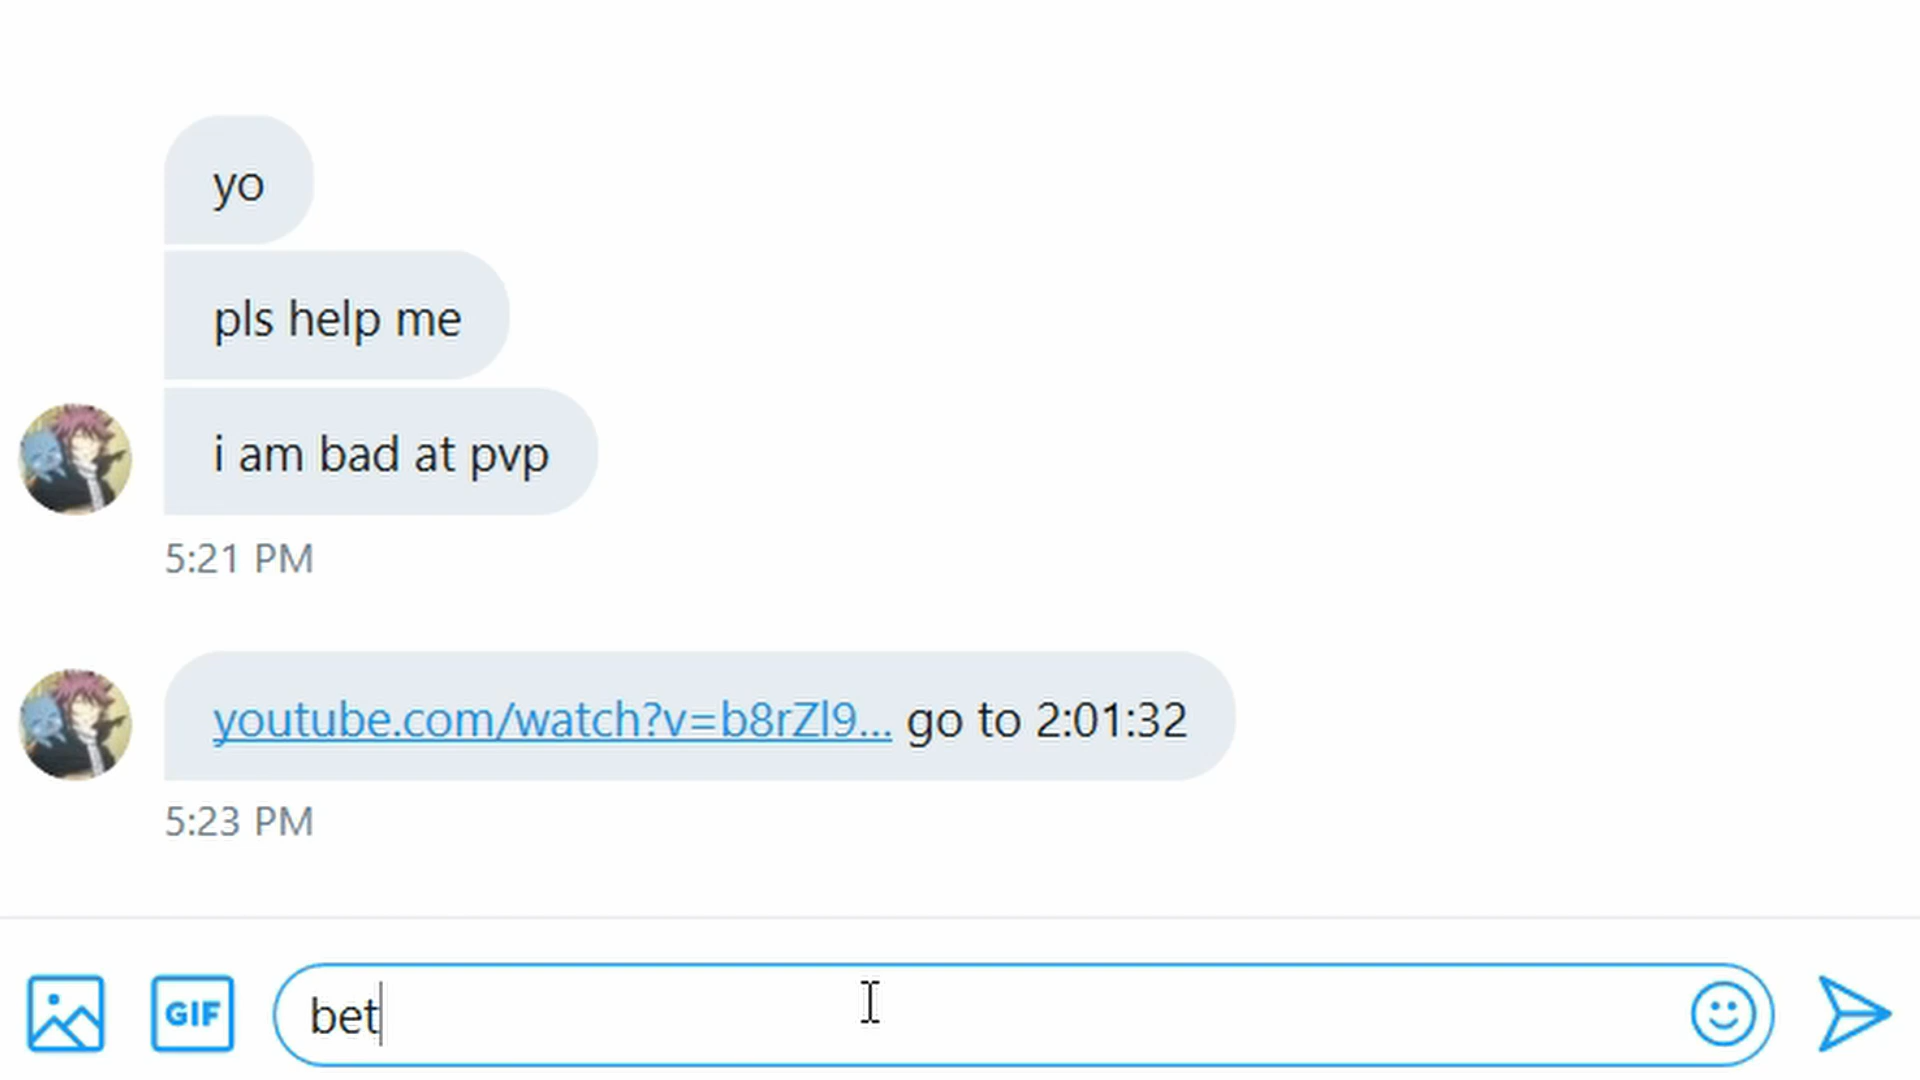 yo
pls help me
i am bad at pvp
5:21 PM
youtube.com/watch?v=b8rZl9... go to 2:01:32
5:23 PM
GIF
bet